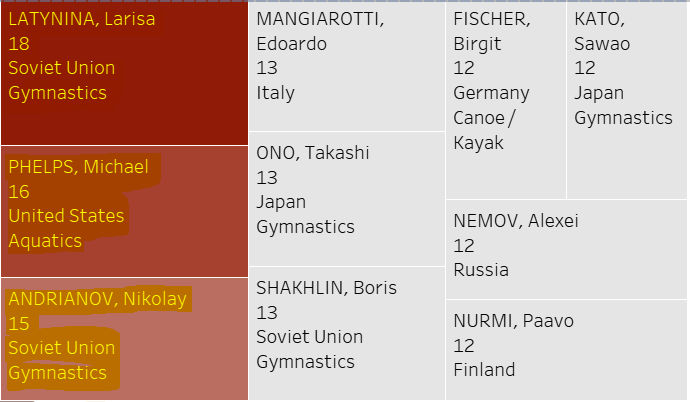 LATYNINA, Larisa
18
Soviet Union
Gymnastics
PHELPS, Michael
16
United States
Aquatics
ANDRIANOV, Nikolay
15
Soviet Union
Gymnastics
MANGIAROTTI,
Edoardo
13
Italy
ONO, Takashi
13
Japan
Gymnastics
SHAKHLIN, Boris
13
Soviet Union
Gymnastics
FISCHER,
Birgit
12
Germany
Canoe /
Kayak
KATO,
Sawao
12
Japan
Gymnastics
NEMOV, Alexei
12
Russia
NURMI, Paavo
12
Finland